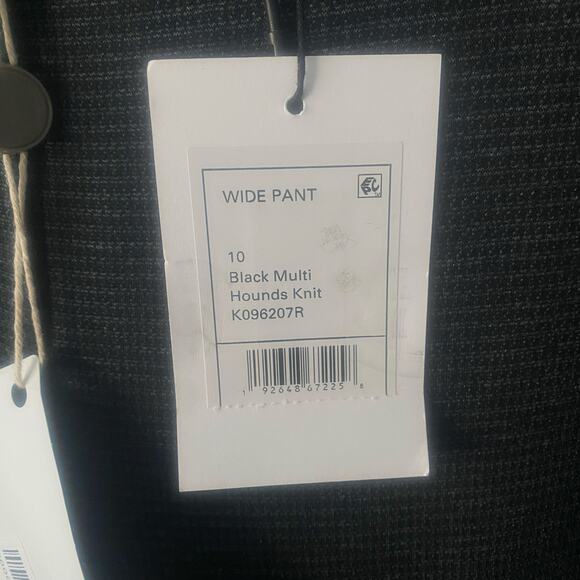 WIDE PANT
10
Black Multi
Hounds Knit
K096207R
1 92648 67225 8